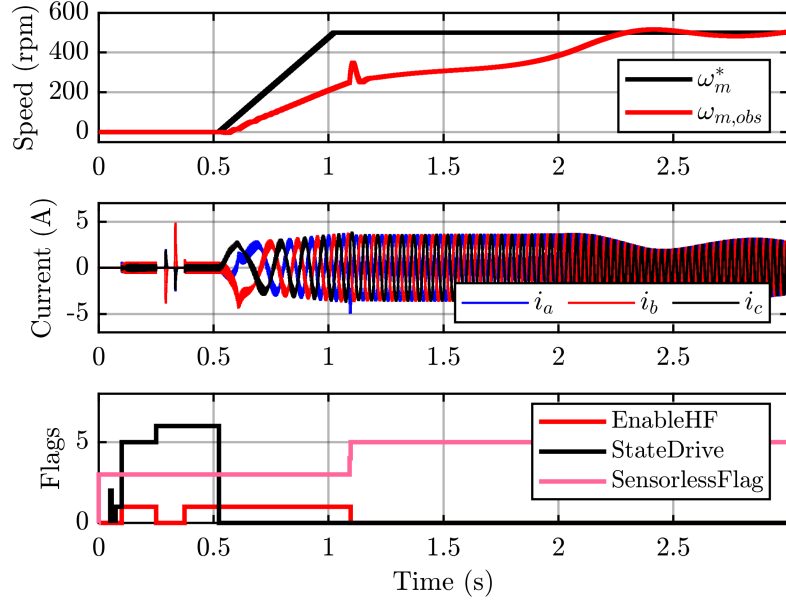 600
400
200
0
Speed (rpm)
ω*m
ωm,obs
0 0.5 1 1.5 2 2.5
5
0
-5
Current (A)
ia ib ic
0 0.5 1 1.5 2 2.5
5
0
Flags
EnableHF
StateDrive
SensorlessFlag
0 0.5 1 1.5 2 2.5
Time (s)